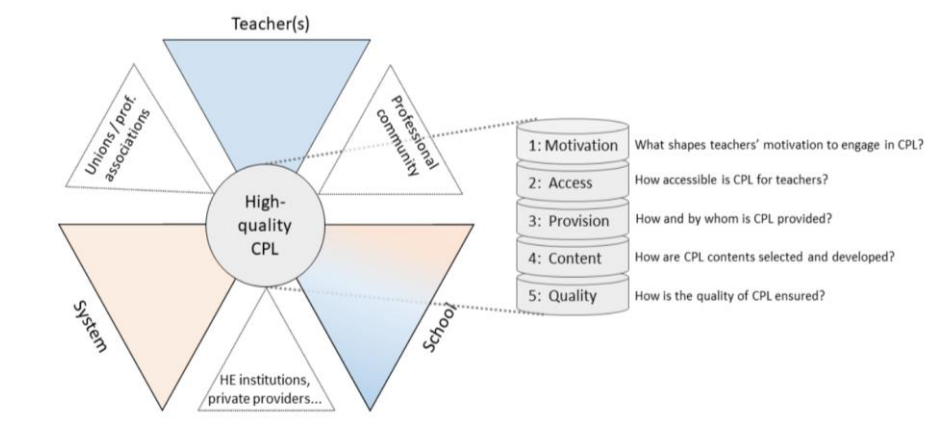 Teacher(s)
Unions / prof.
associations
Professional
community
High-
quality
CPL
System
School
HE institutions,
private providers...
1: Motivation
What shapes teachers' motivation to engage in CPL?
2: Access
How accessible is CPL for teachers?
3: Provision
How and by whom is CPL provided?
4: Content
How are CPL contents selected and developed?
5: Quality
How is the quality of CPL ensured?